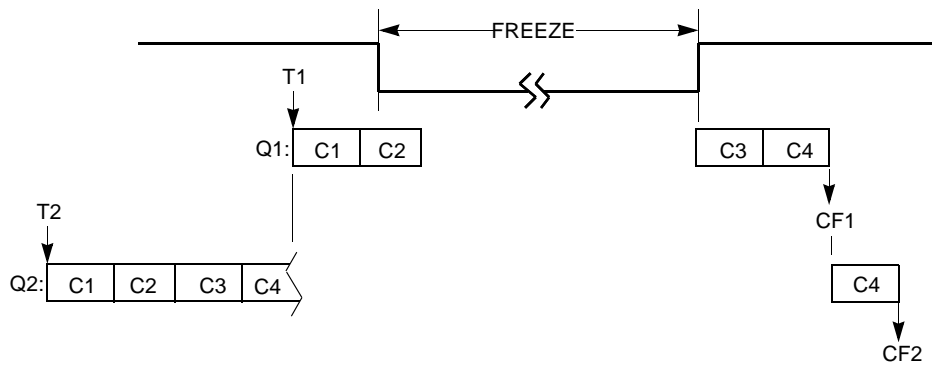 FREEZE
T1
Q1: C1 C2 C3 C4
CF1
T2
Q2: C1 C2 C3 C4 C4
CF2